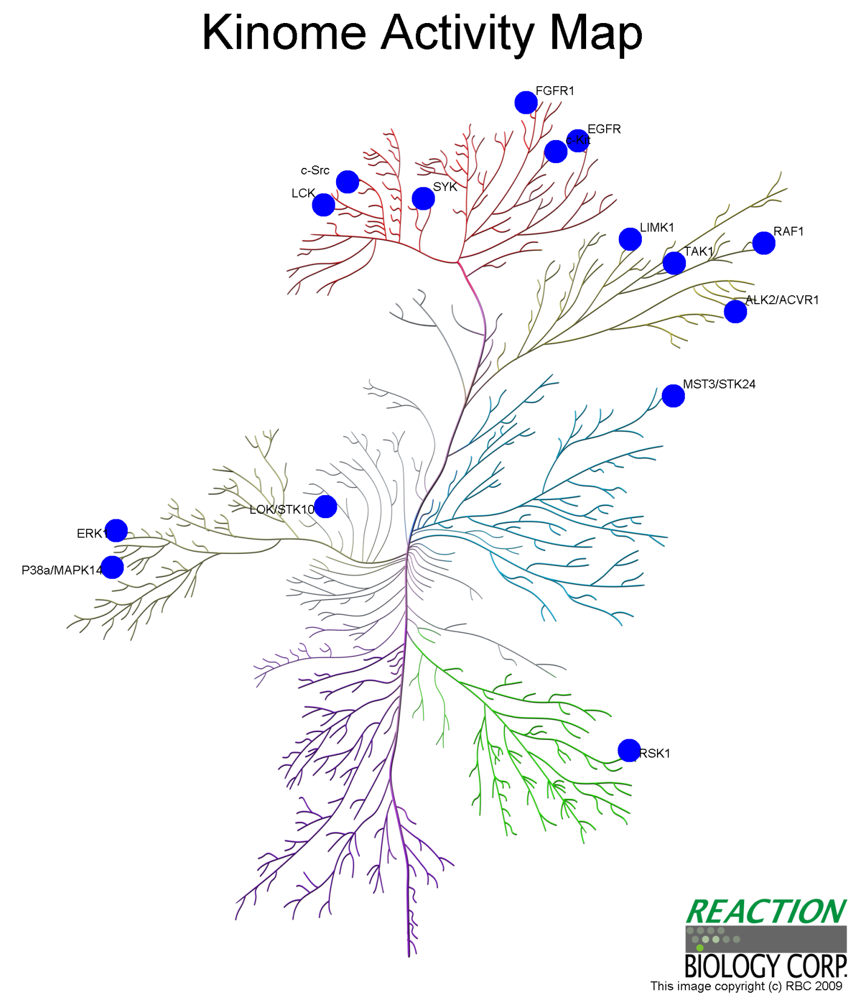 Kinome Activity Map
FGFR1
EGFR
c-Kit
c-Src
SYK
LCK
LIMK1
RAF1
TAK1
ALK2/ACVR1
MST3/STK24
LOK/STK10
ERK1
P38a/MAPK14
RSK1
REACTION
BIOLOGY CORP.
This image copyright (c) RBC 2009